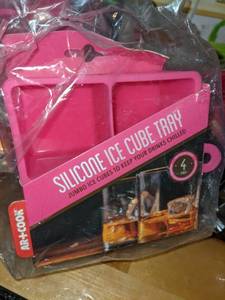 SILICONE ICE CUBE TRAY
JUMBO ICE CUBES TO KEEP YOUR DRINKS CHILLED
4
ART+COOK